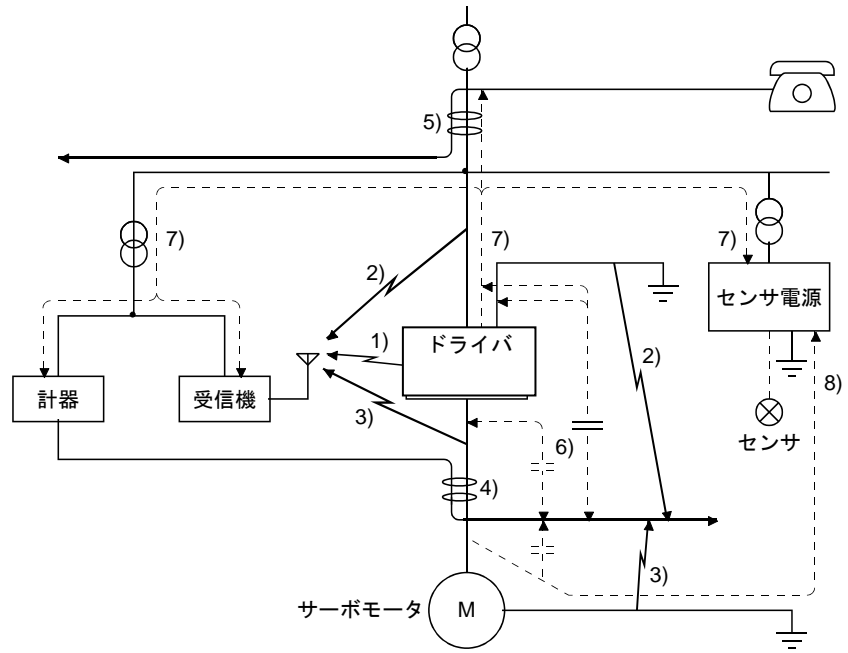 5)
7)
7)
7)
2)
センサ電源
ドライバ
1)
2)
8)
計器
受信機
3)
6)
センサ
4)
3)
サーボモータ
M